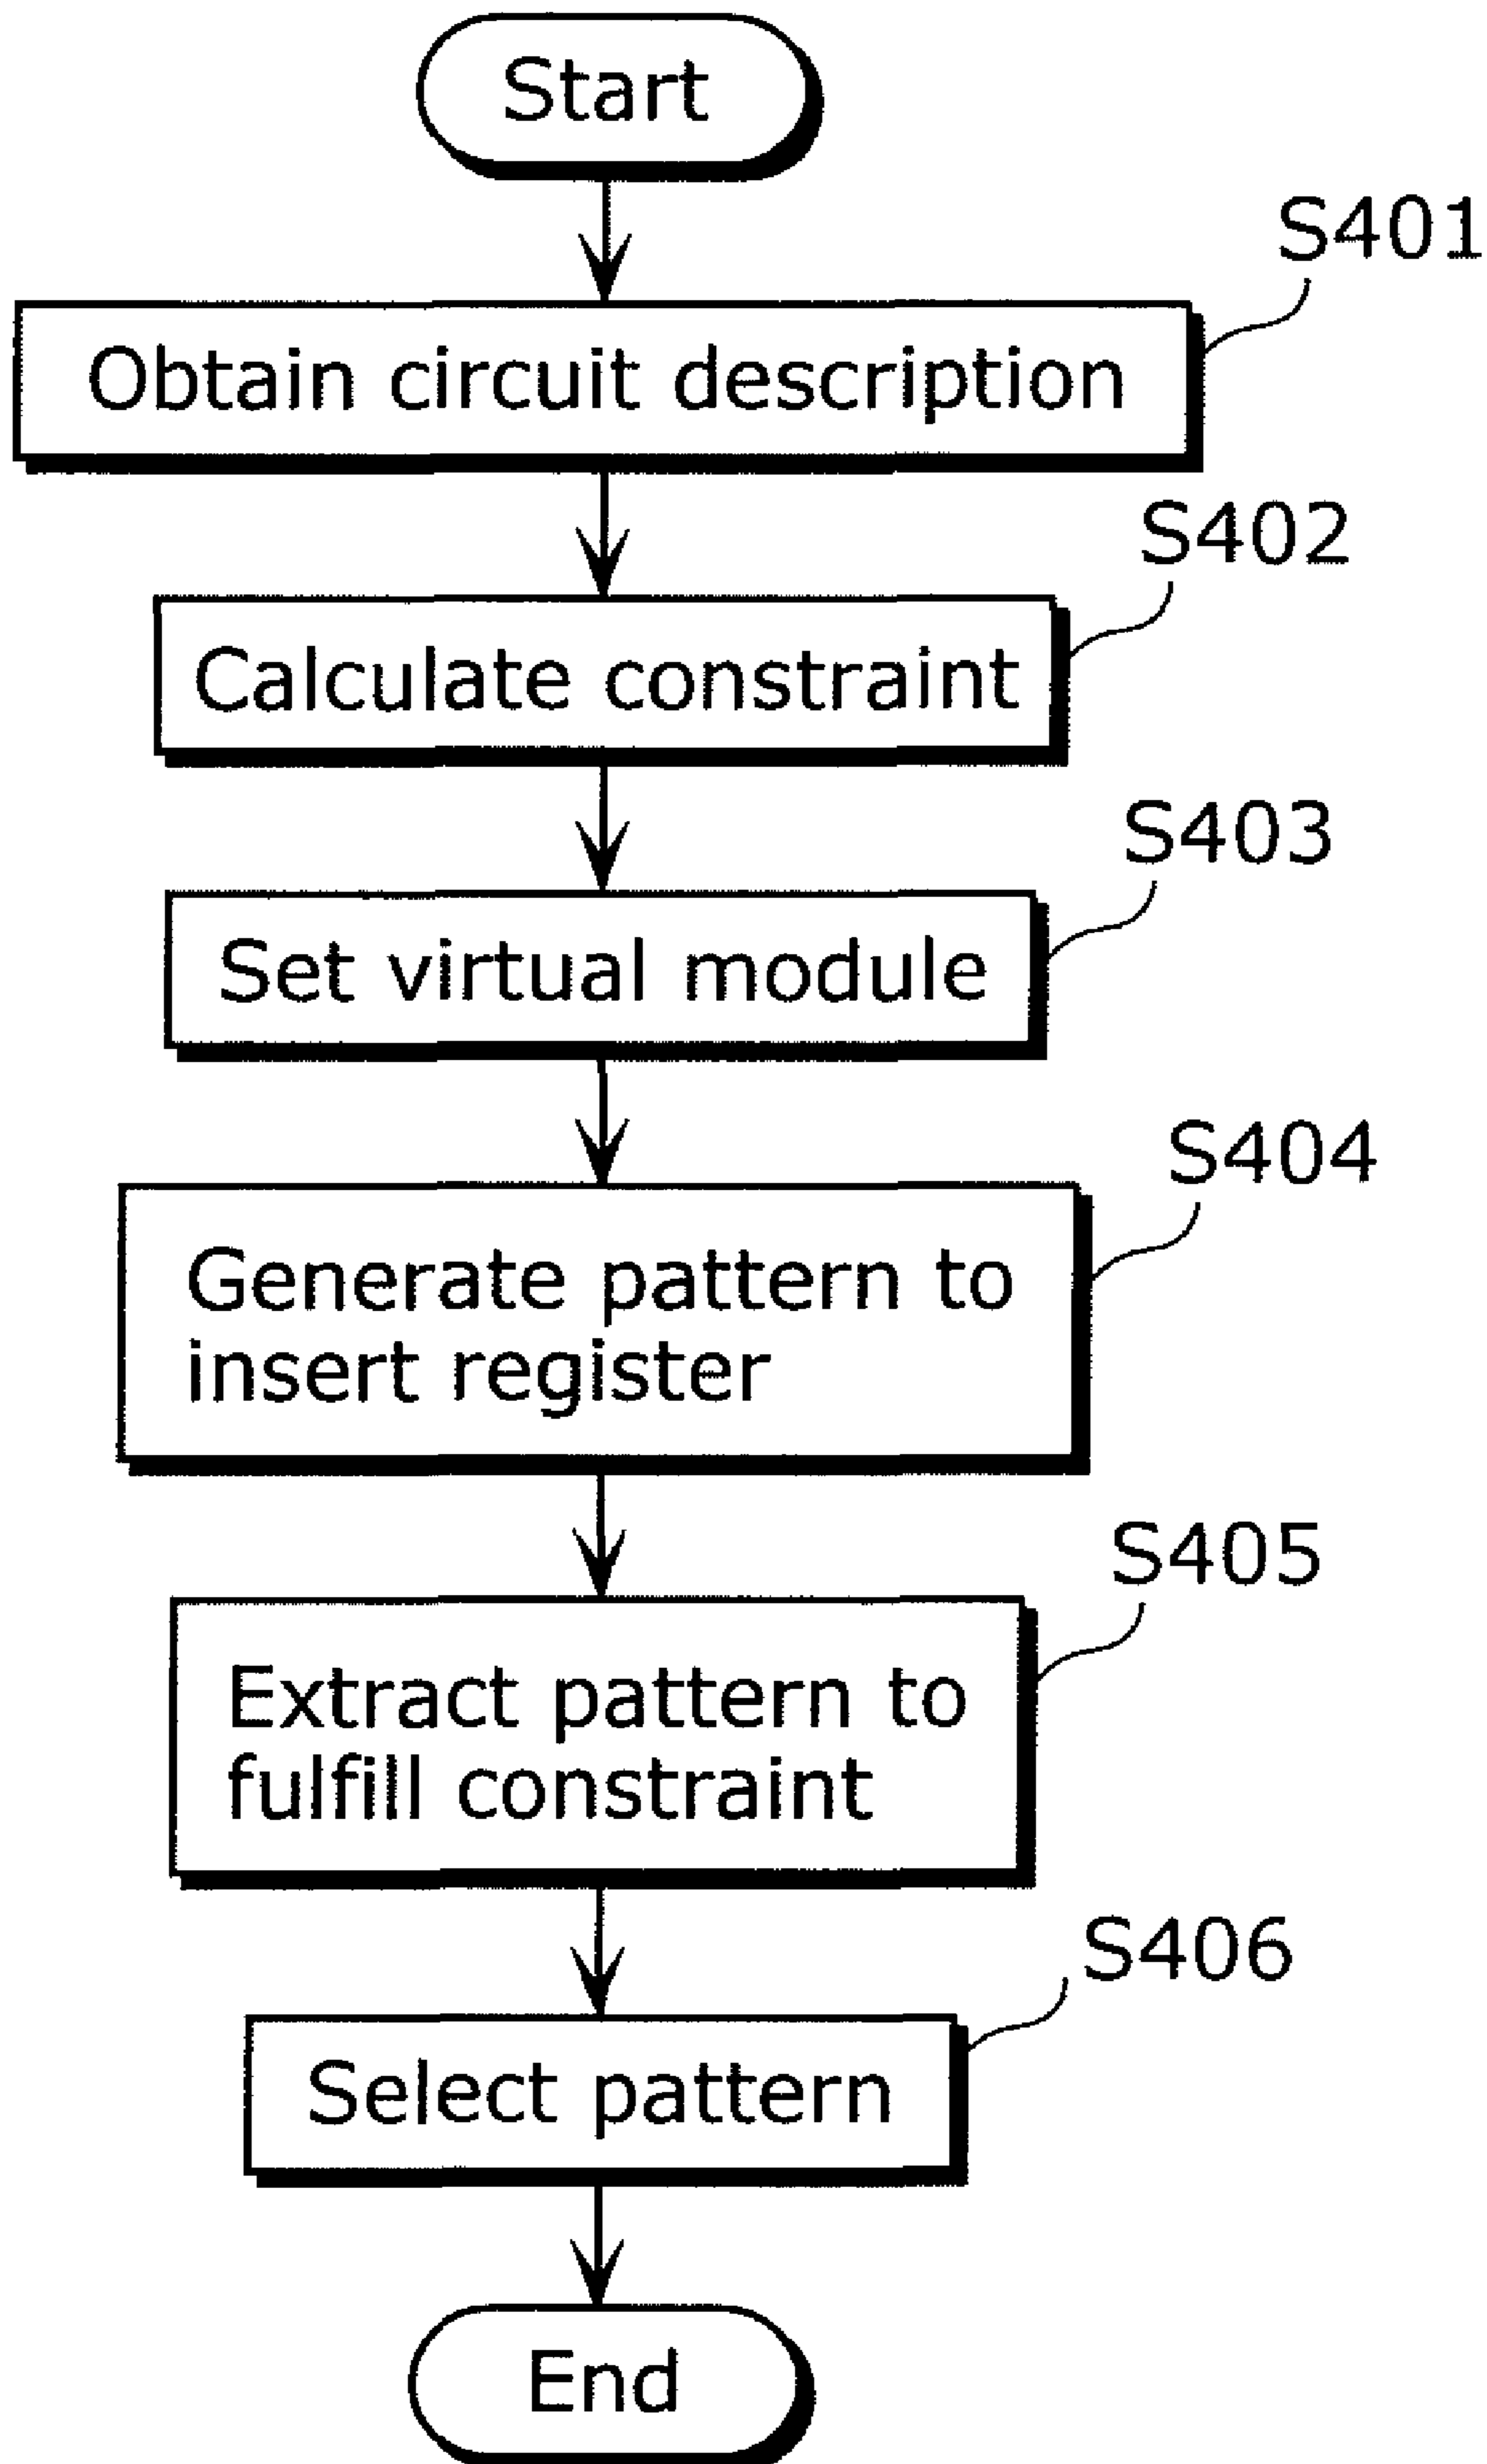 Start
S401
Obtain circuit description
S402
Calculate constraint
S403
Set virtual module
S404
Generate pattern to
insert register
S405
Extract pattern to
fulfill constraint
S406
Select pattern
End